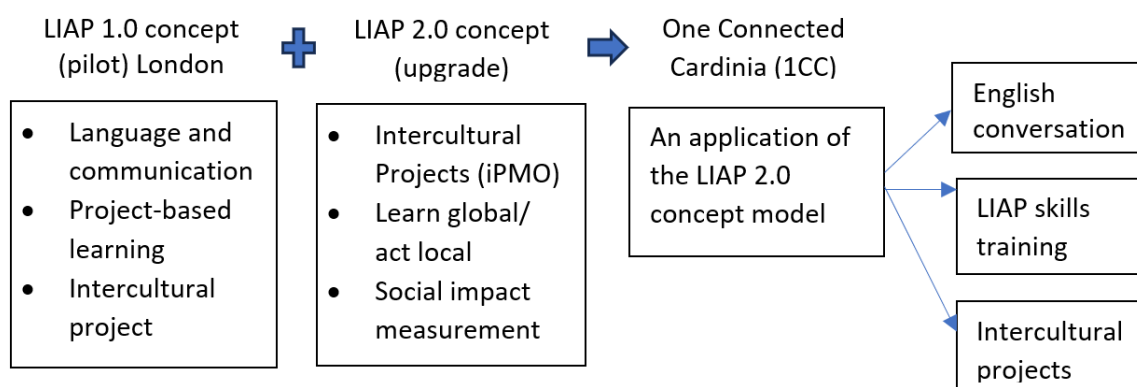 LIAP 1.0 concept
(pilot) London
Language and
communication
Project-based
learning
Intercultural
project
LIAP 2.0 concept
(upgrade)
Intercultural
Projects (iPMO)
Learn global/
act local
Social impact
measurement
One Connected
Cardinia (1CC)
An application of
the LIAP 2.0
concept model
English
conversation
LIAP skills
training
Intercultural
projects